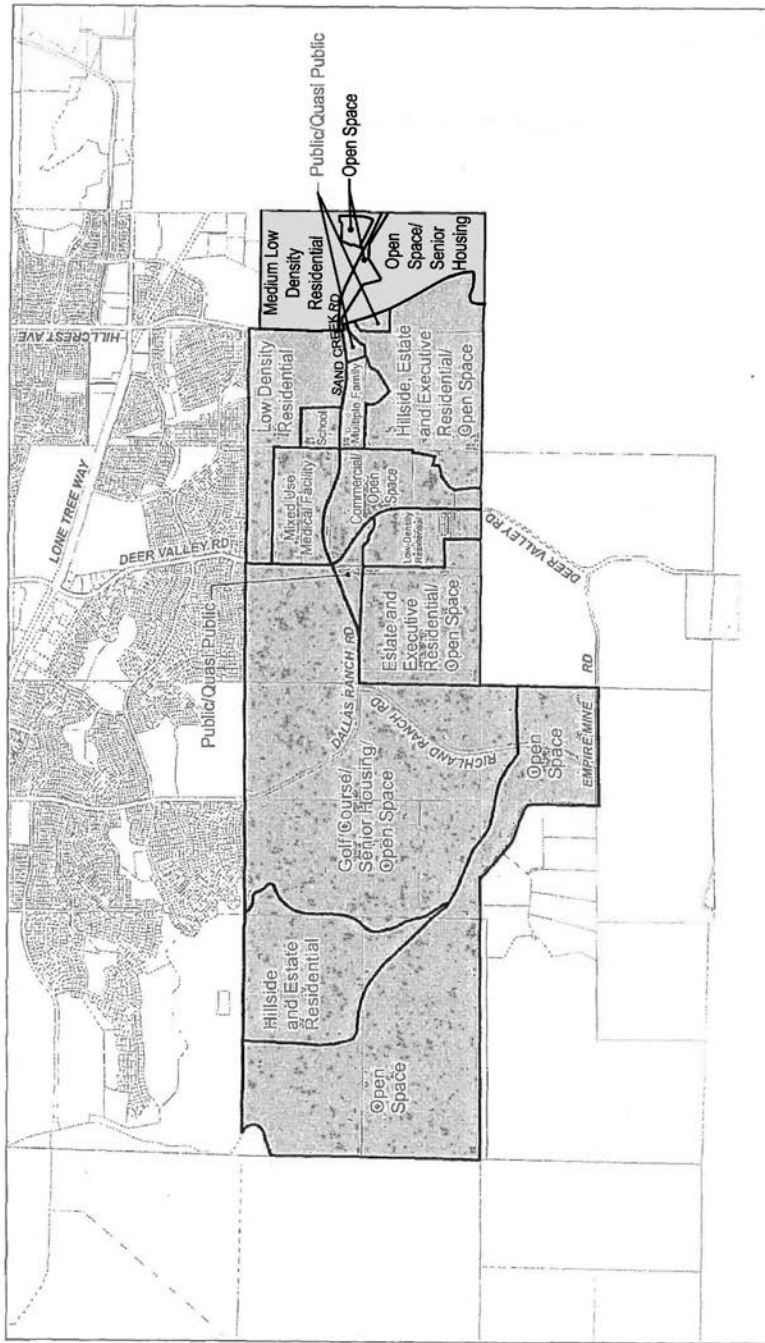 HILLCREST AVE
LONE TREE WAY
DEER VALLEY RD
Public/Quasi Public
Open Space
Medium Low
Density
Residential
SAND CREEK RD
Open
Space/
Senior
Housing
Low Density
Residential
School
Multiple Family
Hillside, Estate
and Executive
Residential/
Open Space
Mixed Use
Medical Facility
Commercial/
Open
Space
Low Density
Residential
DEER VALLEY RD
Public/Quasi Public
Estate and
Executive
Residential/
Open Space
DALLAS RANCH RD
RICHLAND RANCH RD
Golf Course/
Senior Housing/
Open Space
Open
Space
EMPIRE MINE RD
Hillside
and Estate
Residential
Open
Space